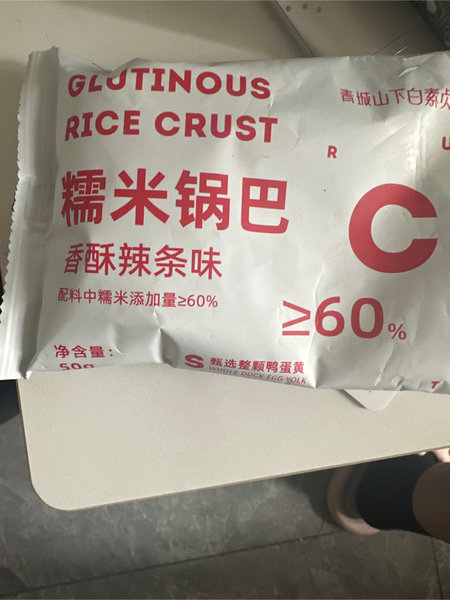 GLUTINOUS
RICE CRUST
青城山下白素贞
R
U
C
糯米锅巴
香酥辣条味
配料中糯米添加量≥60%
≥60%
净含量：
50g
S 甄选整颗鸭蛋黄
WHOLE DUCK EGG YOLK
T